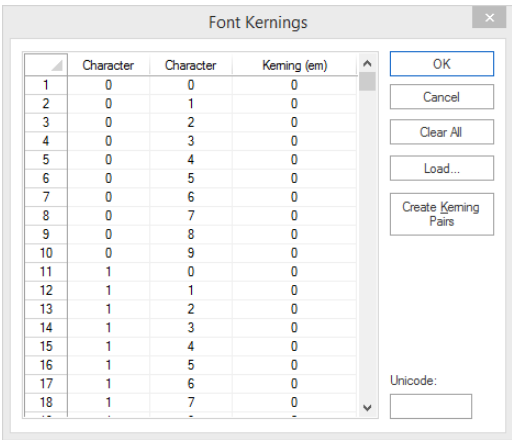 Font Kernings
Character Character Kerning (em)
1 0 0 0
2 0 1 0
3 0 2 0
4 0 3 0
5 0 4 0
6 0 5 0
7 0 6 0
8 0 7 0
9 0 8 0
10 0 9 0
11 1 0 0
12 1 1 0
13 1 2 0
14 1 3 0
15 1 4 0
16 1 5 0
17 1 6 0
18 1 7 0
OK
Cancel
Clear All
Load...
Create Kerning
Pairs
Unicode: